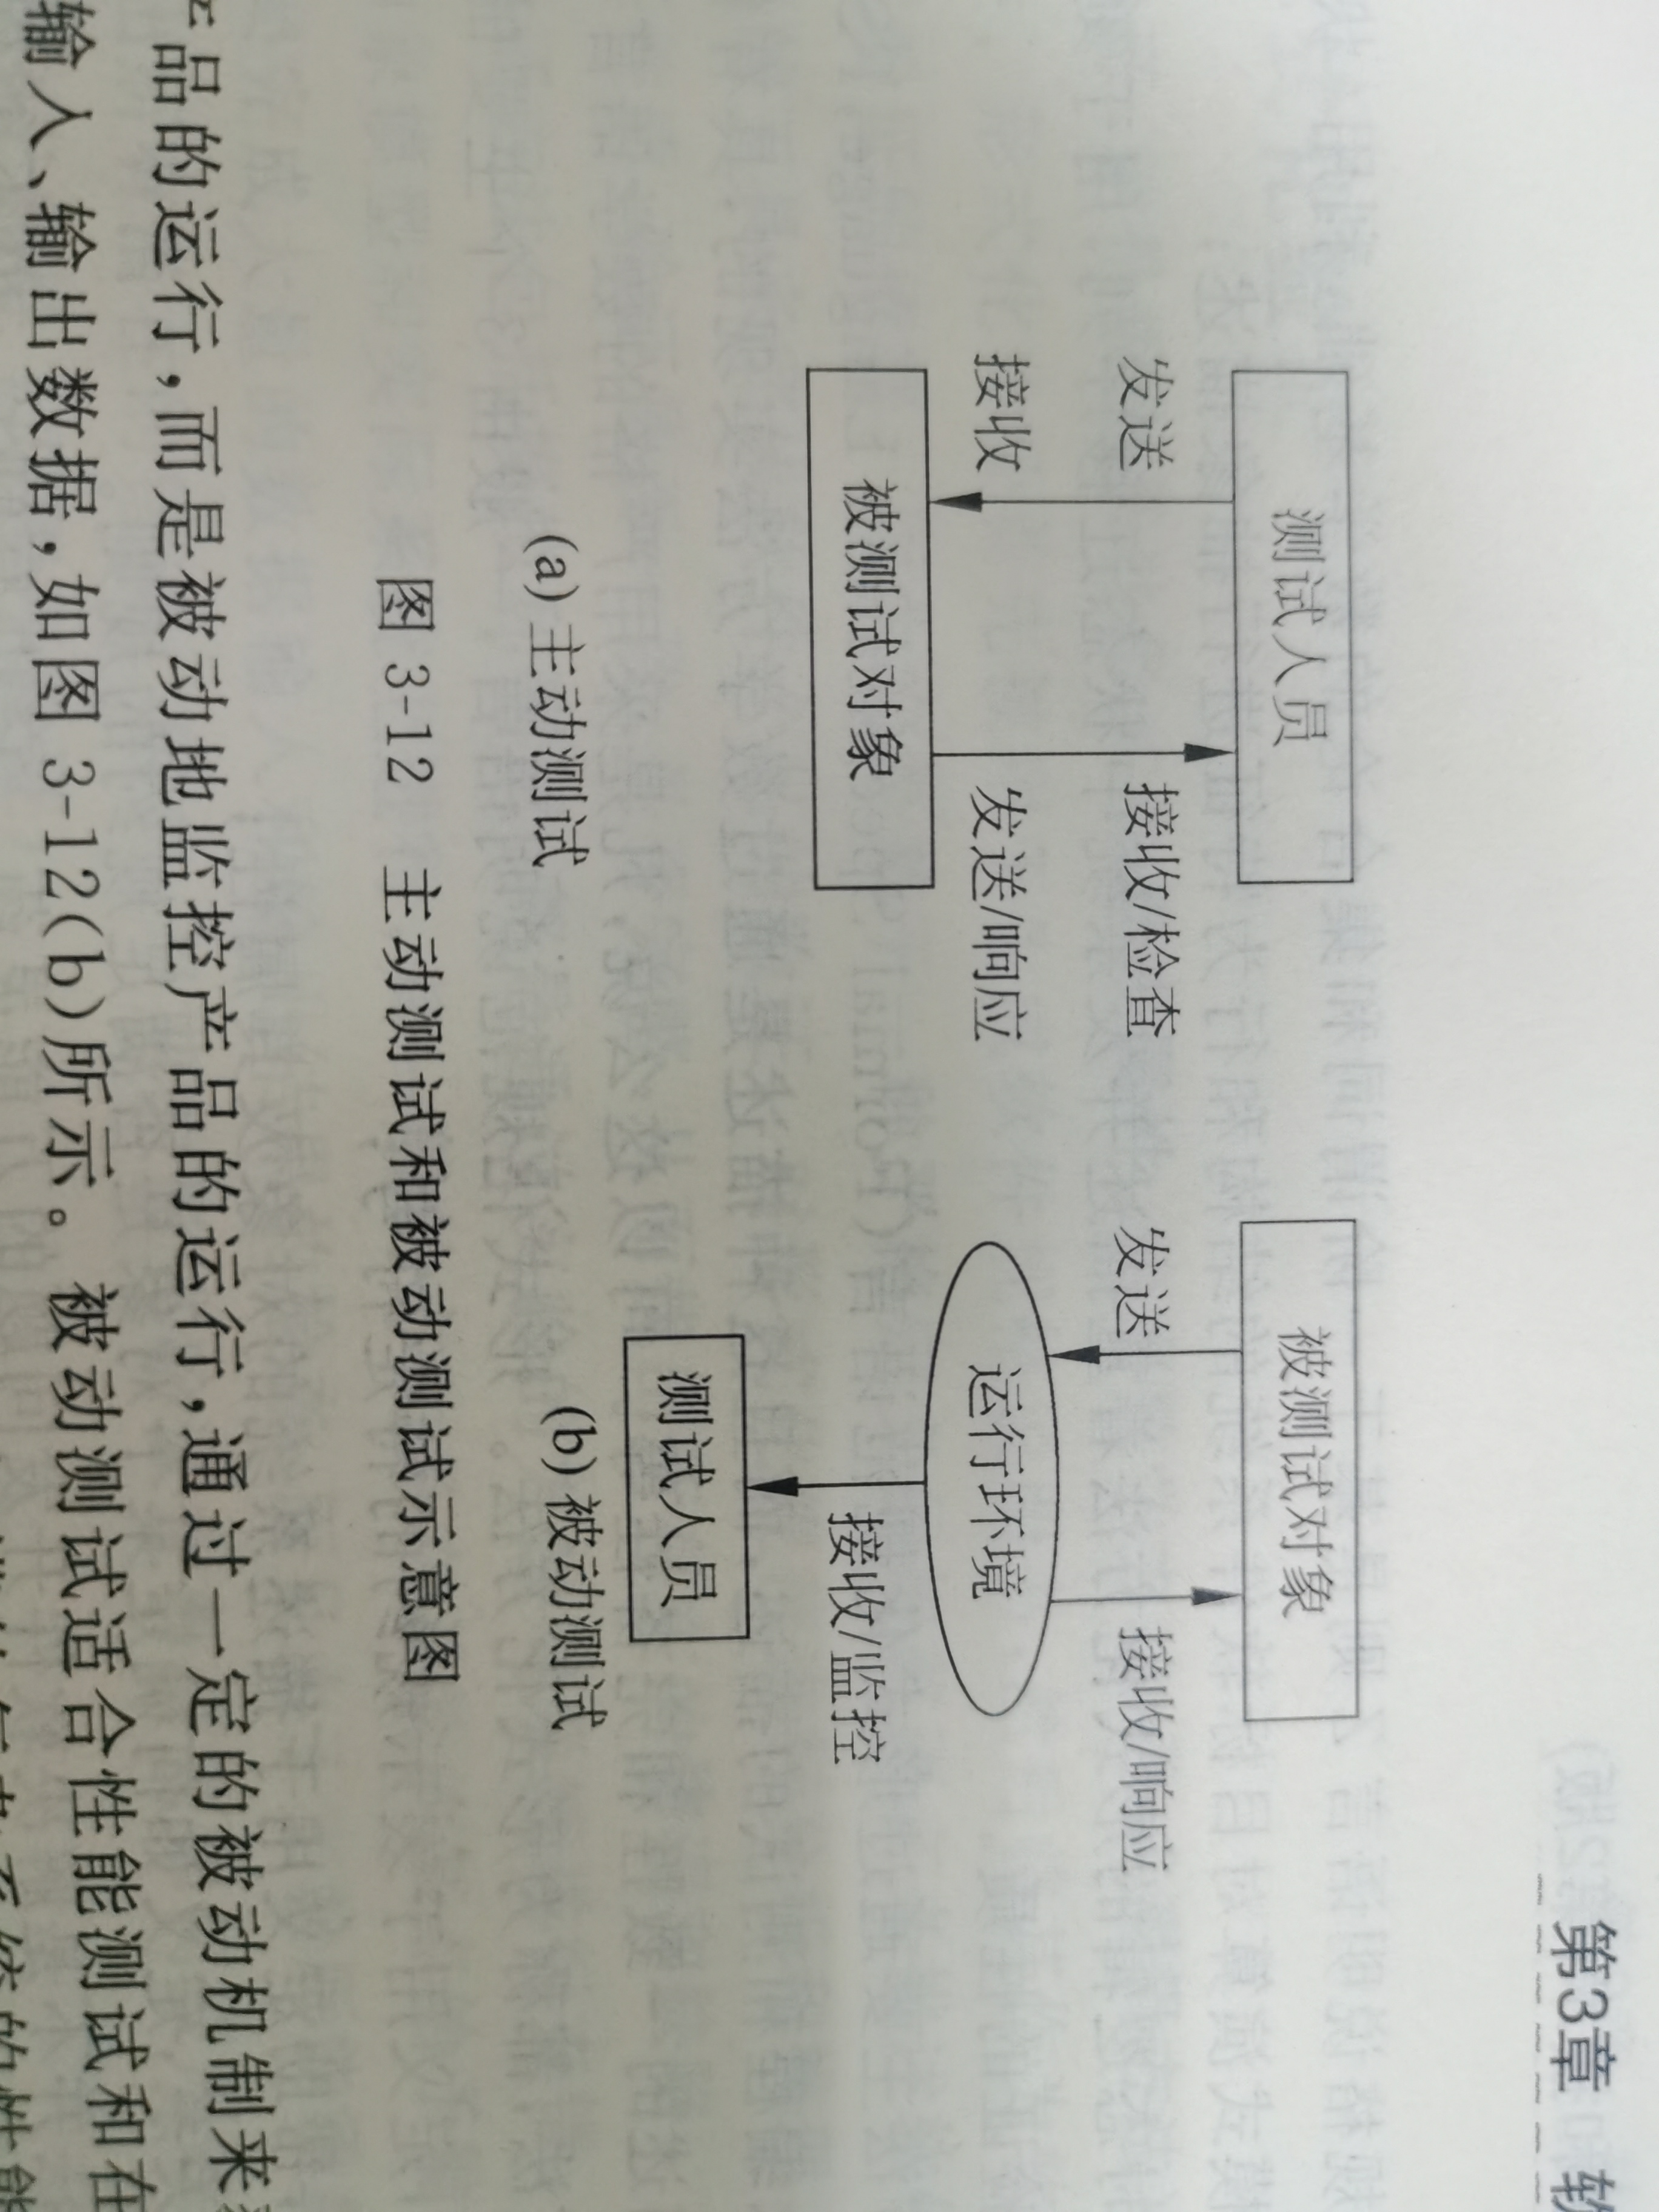 第3章 软
测试人员
发送 接收/检查
接收 发送/响应
被测试对象
(a) 主动测试
被测试对象
发送 接收/响应
运行环境
接收/监控
测试人员
(b) 被动测试
图 3-12 主动测试和被动测试示意图
产品的运行,而是被动地监控产品的运行,通过一定的被动机制来
输入、输出数据,如图 3-12(b)所示。被动测试适合性能测试和在
系统的性能